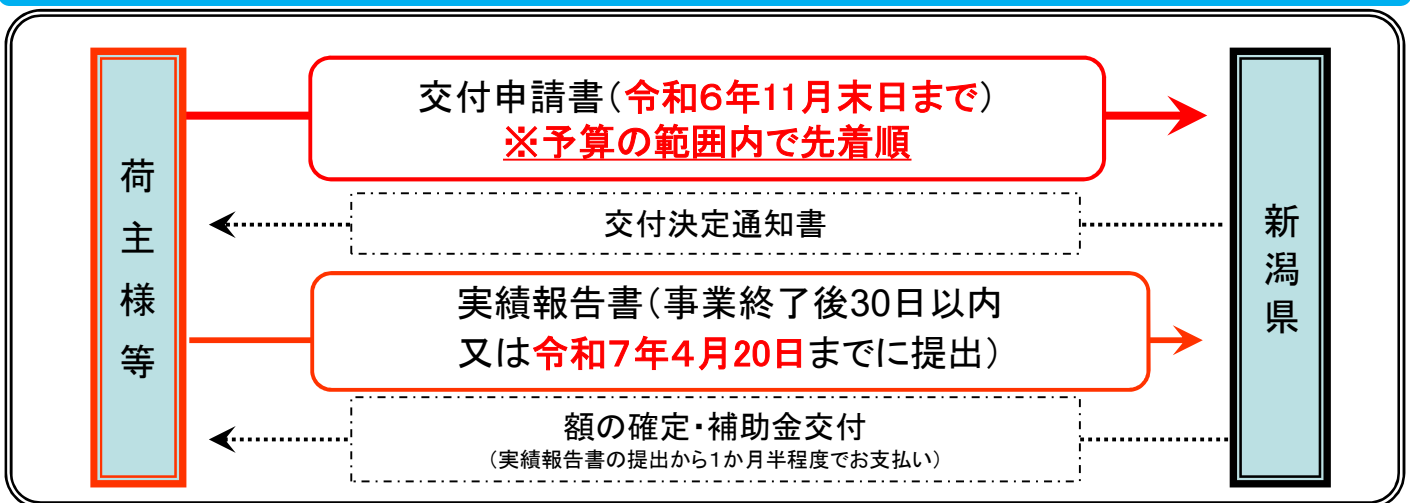 荷主様等
交付申請書（令和６年11月末日まで）
※予算の範囲内で先着順
交付決定通知書
実績報告書（事業終了後30日以内
又は令和７年４月20日までに提出）
額の確定・補助金交付
（実績報告書の提出から１か月半程度でお支払い）
新潟県